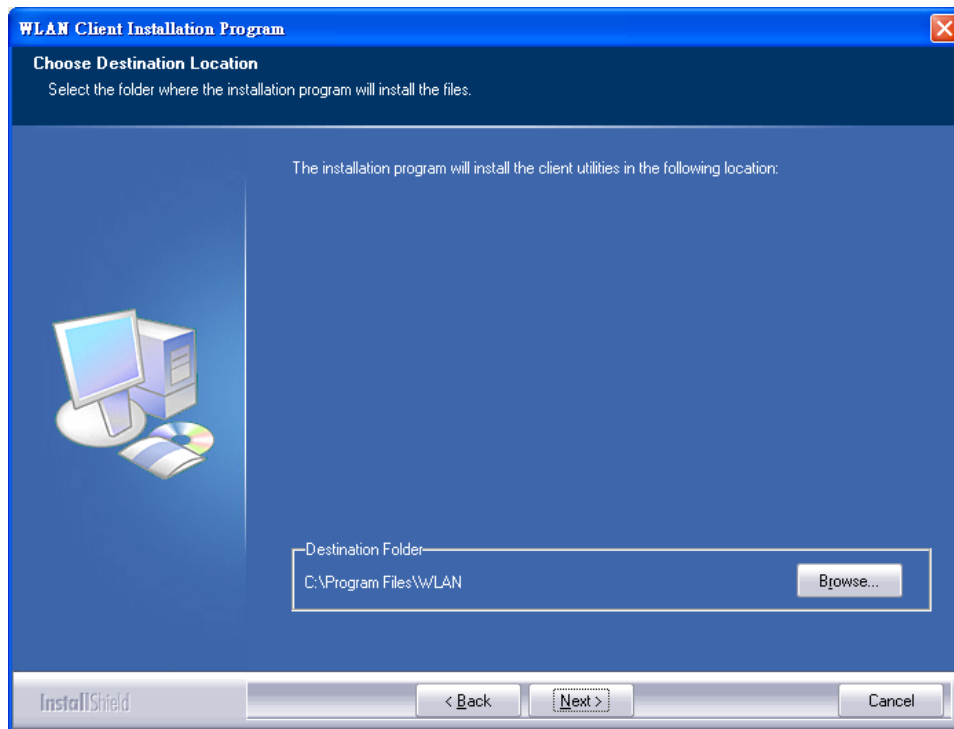 WLAN Client Installation Program
Choose Destination Location
Select the folder where the installation program will install the files.
The installation program will install the client utilities in the following location:
Destination Folder
C:\Program Files\WLAN
Browse...
InstallShield
< Back
Next >
Cancel